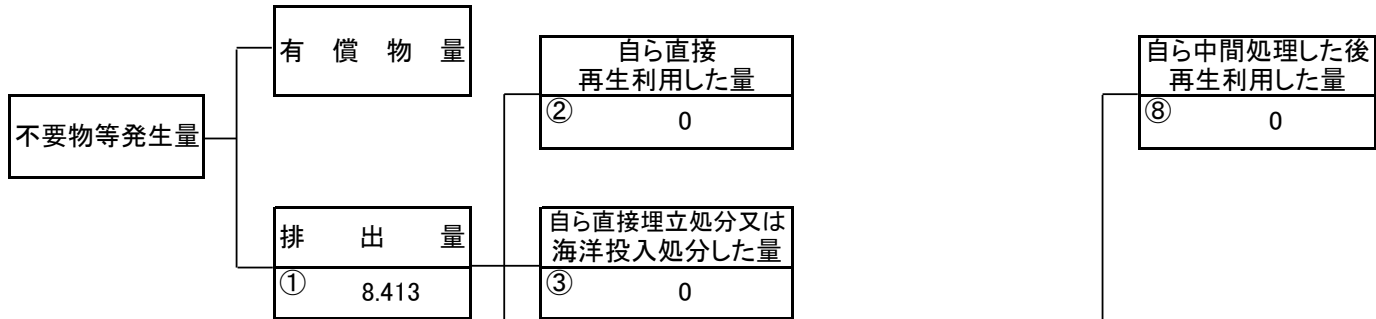 有償物量
自ら直接
再生利用した量
② 0
自ら中間処理した後
再生利用した量
⑧ 0
不要物等発生量
排出量
① 8.413
自ら直接埋立処分又は
海洋投入処分した量
③ 0